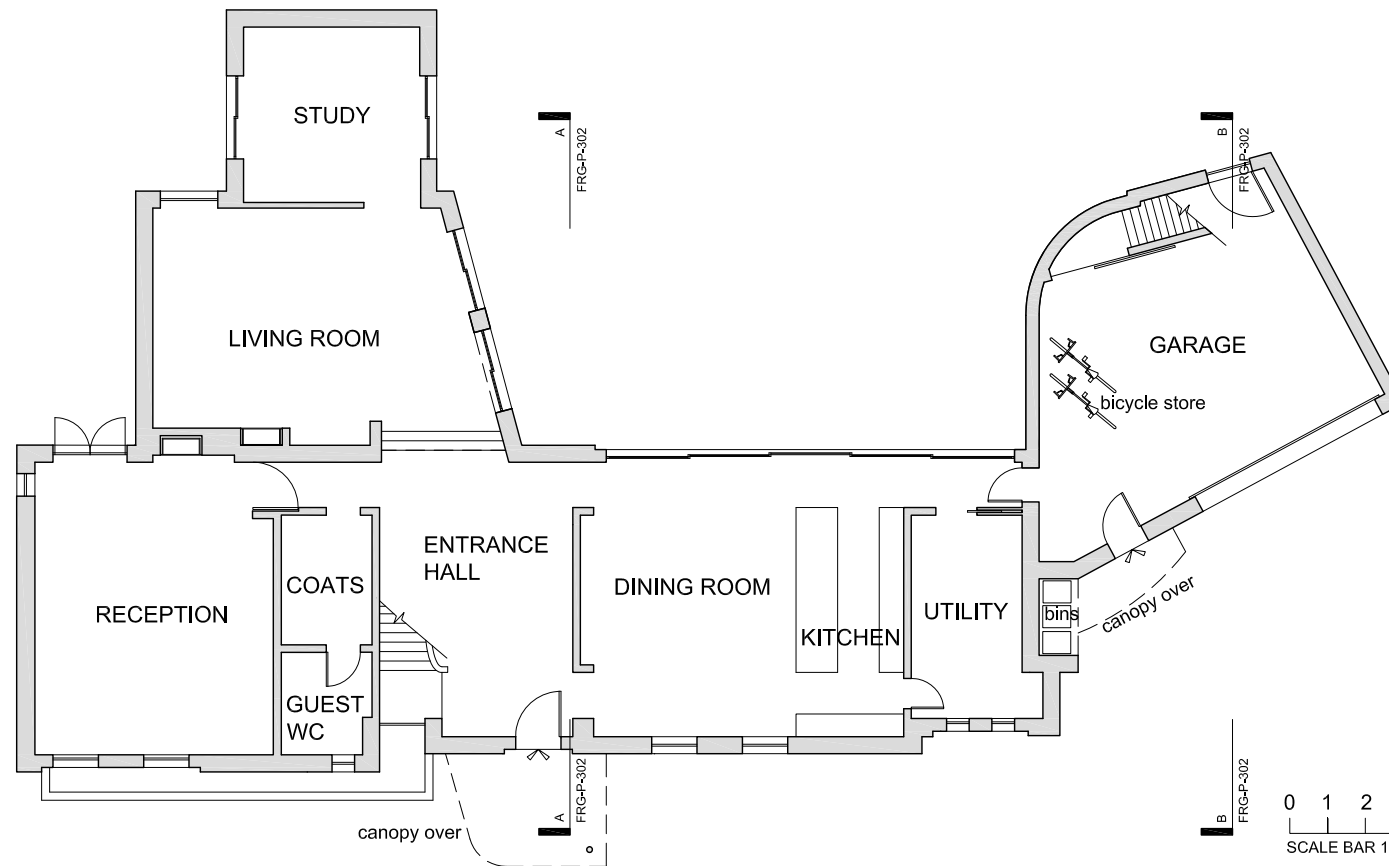 STUDY
A
FRG-P-302
B
FRG-P-302
LIVING ROOM
GARAGE
bicycle store
ENTRANCE
HALL
COATS
DINING ROOM
RECEPTION
UTILITY
bins
canopy over
KITCHEN
GUEST
WC
A
FRG-P-302
B
FRG-P-302
canopy over
0 1 2
SCALE BAR 1